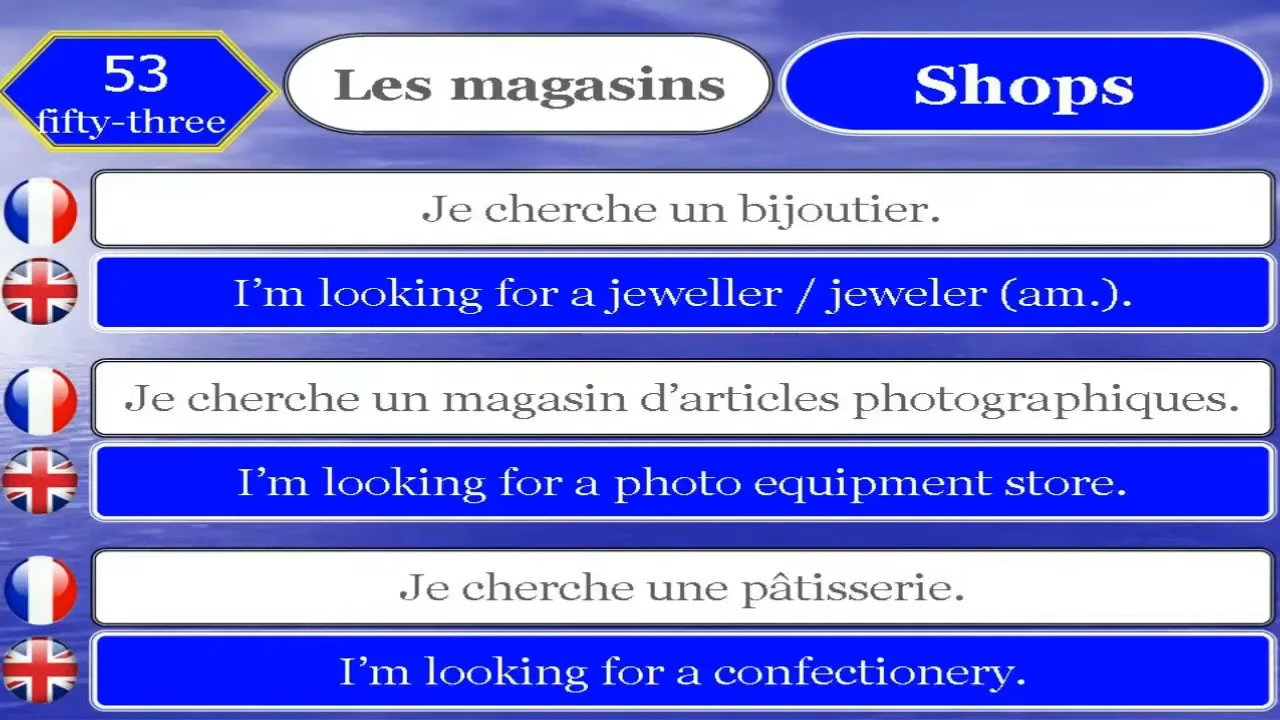 53
fifty-three
Les magasins
Shops
Je cherche un bijoutier.
I’m looking for a jeweller / jeweler (am.).
Je cherche un magasin d’articles photographiques.
I’m looking for a photo equipment store.
Je cherche une pâtisserie.
I’m looking for a confectionery.